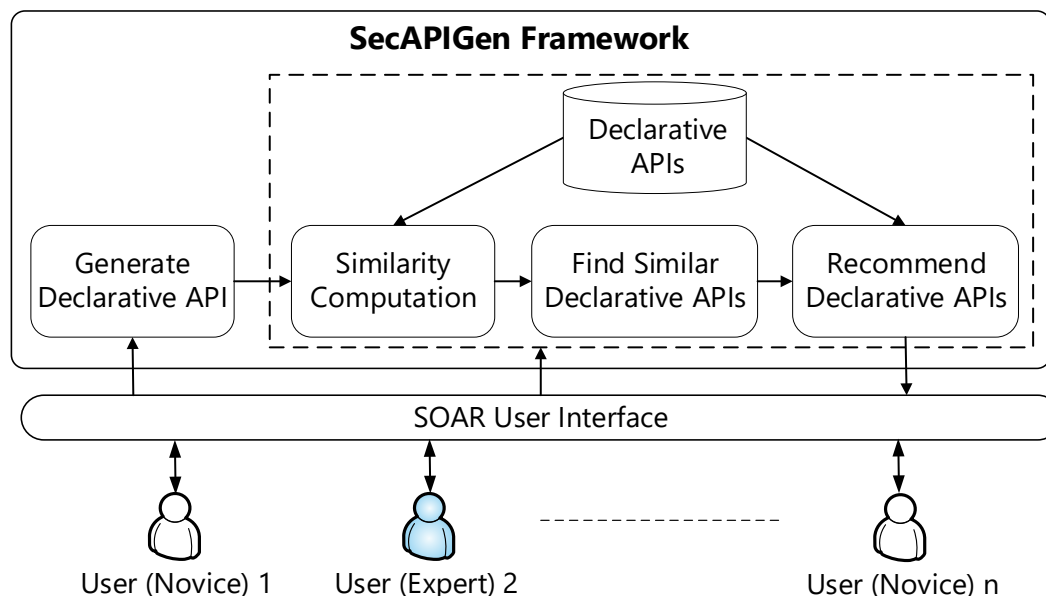 SecAPIGen Framework
Declarative
APIs
Generate
Declarative API
Similarity
Computation
Find Similar
Declarative APIs
Recommend
Declarative APIs
SOAR User Interface
User (Novice) 1
User (Expert) 2
User (Novice) n